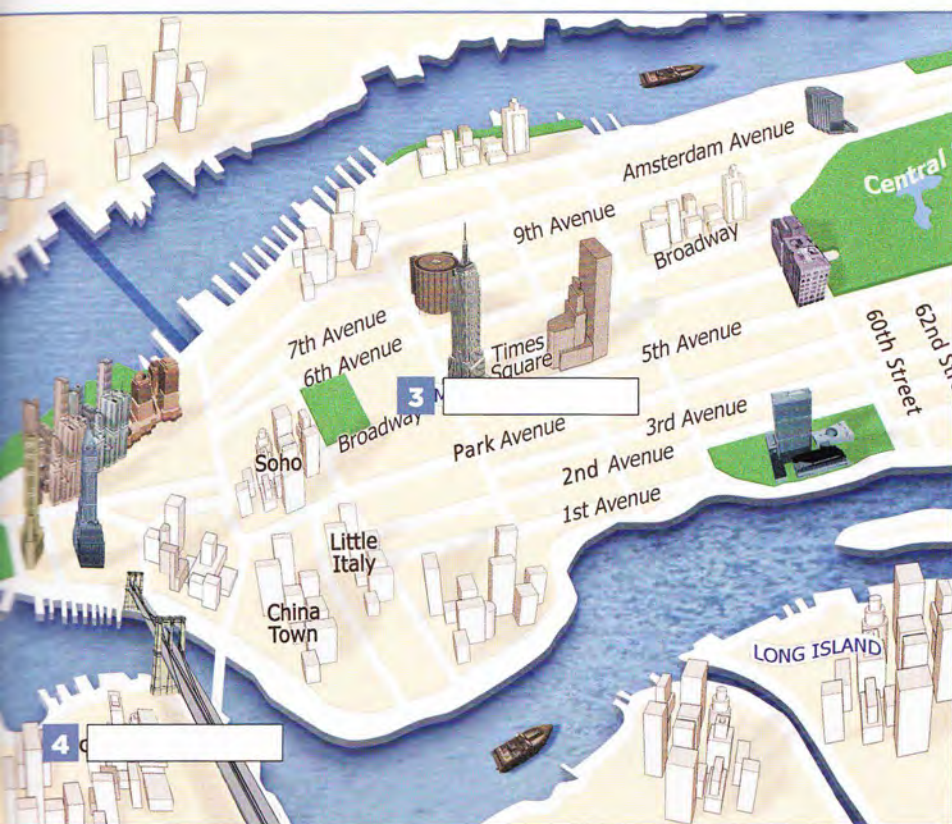 Amsterdam Avenue
Central
9th Avenue
Broadway
7th Avenue
6th Avenue
Times
Square
5th Avenue
60th Street
62nd
3
Broadway
Park Avenue
3rd Avenue
2nd Avenue
1st Avenue
Soho
Little
Italy
China
Town
LONG ISLAND
4